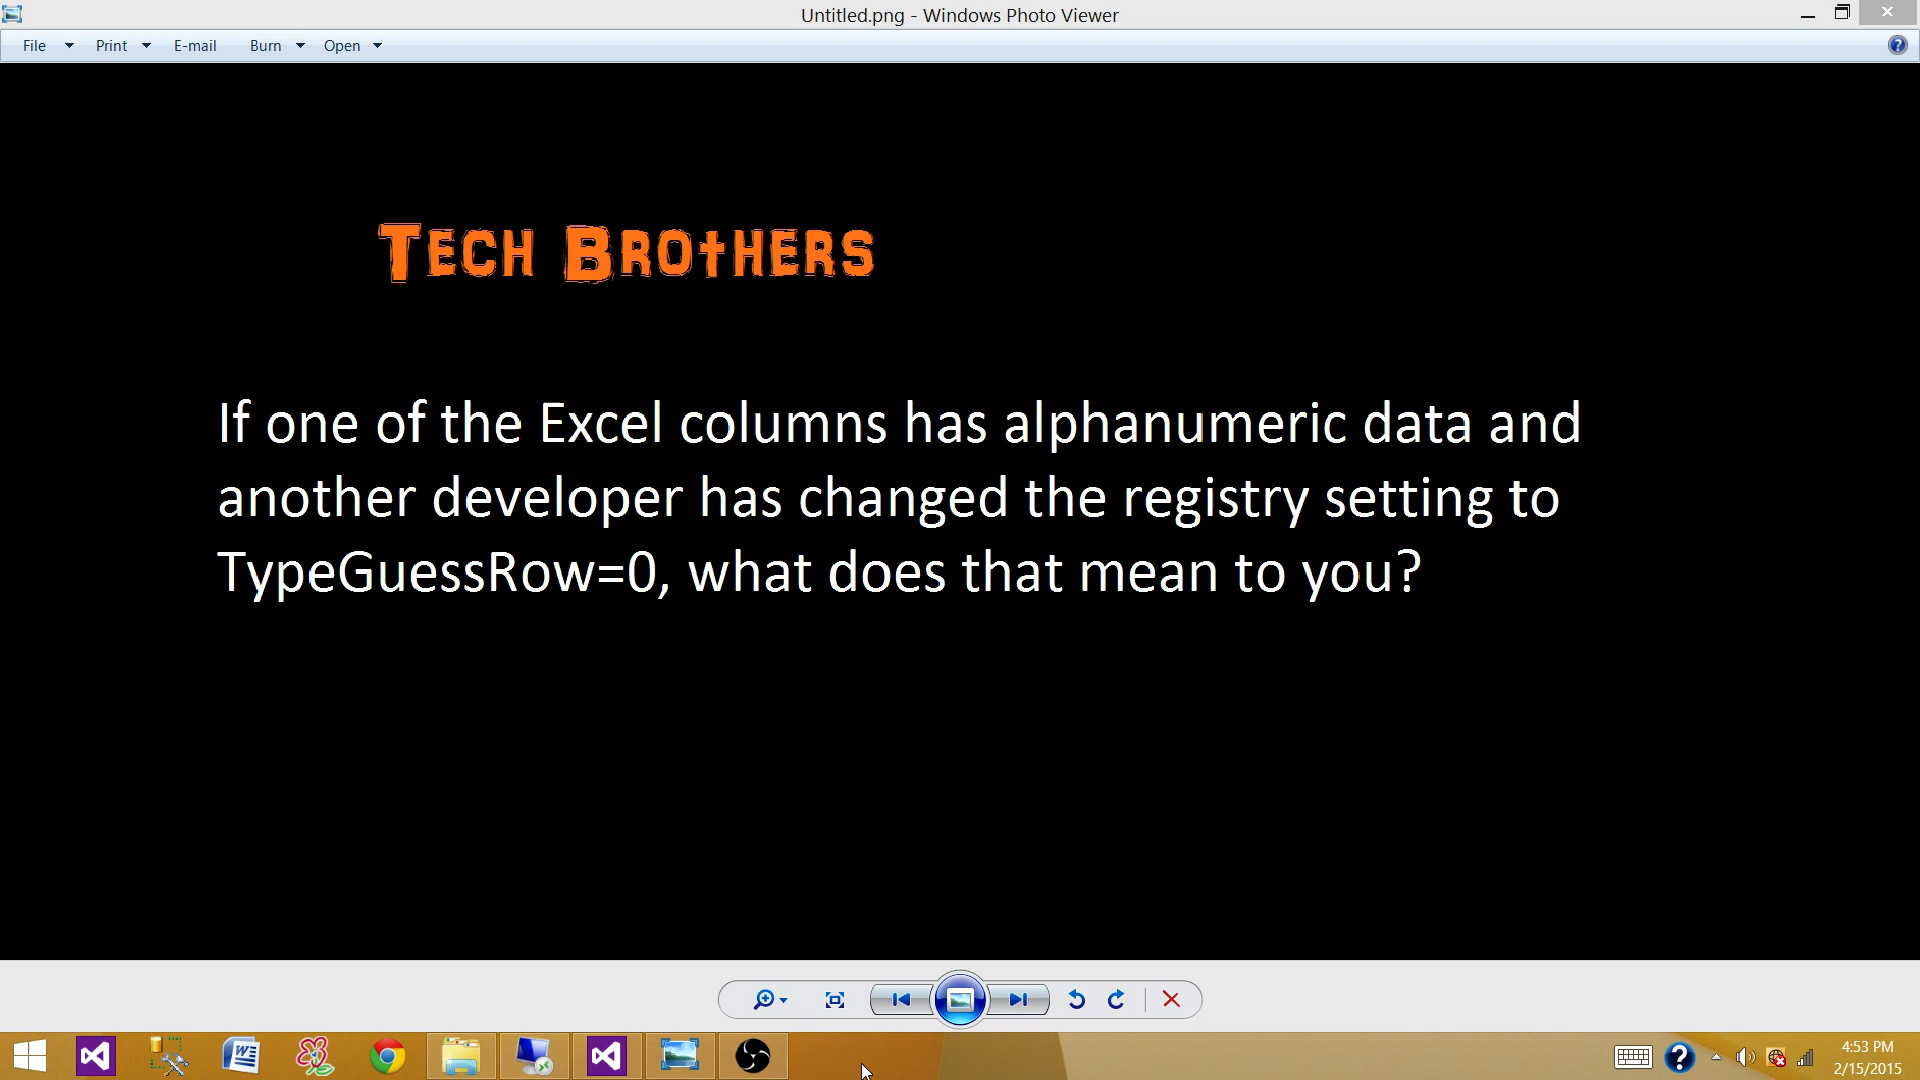 Untitled.png - Windows Photo Viewer
File Print E-mail Burn Open
Tech Brothers
If one of the Excel columns has alphanumeric data and
another developer has changed the registry setting to
TypeGuessRow=0, what does that mean to you?
4:53 PM
2/15/2015